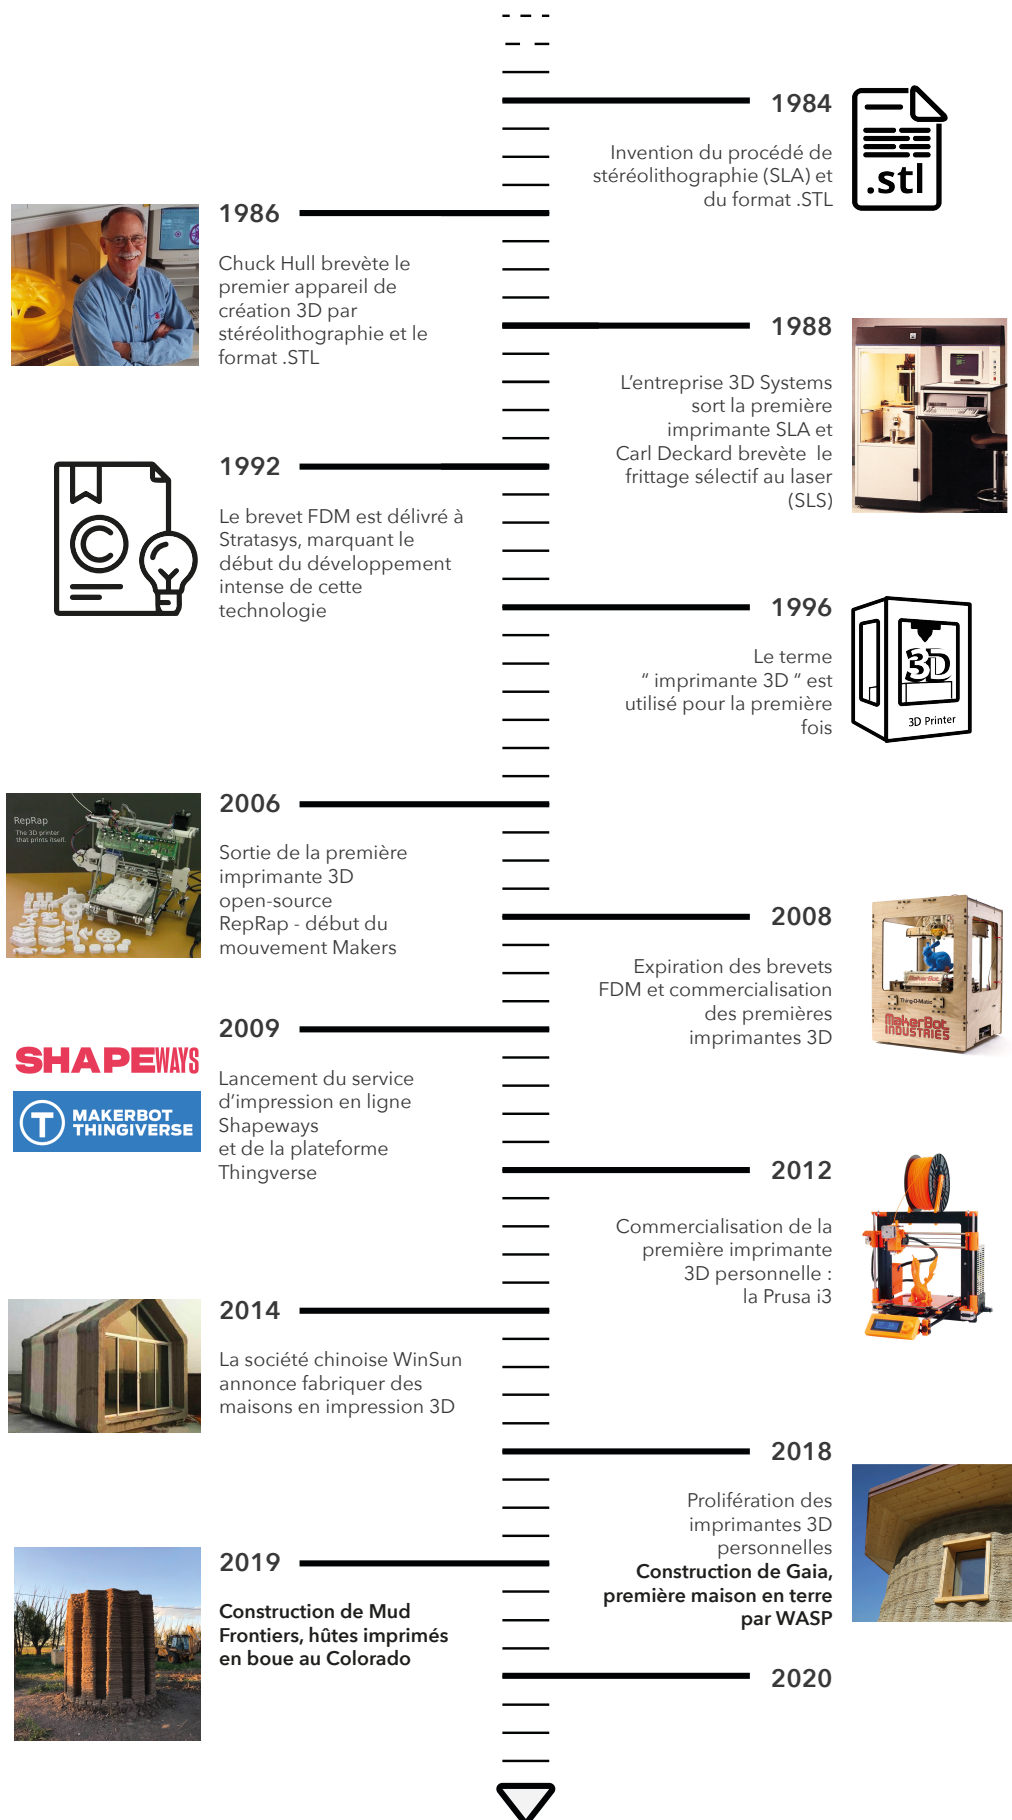 1984
Invention du procédé de
stéréolithographie (SLA) et
du format .STL
.stl
1986
Chuck Hull brevète le
premier appareil de
création 3D par
stéréolithographie et le
format .STL
1988
L'entreprise 3D Systems
sort la première
imprimante SLA et
Carl Deckard brevète le
frittage sélectif au laser
(SLS)
1992
Le brevet FDM est délivré à
Stratasys, marquant le
début du développement
intense de cette
technologie
©
1996
Le terme
" imprimante 3D " est
utilisé pour la première
fois
3D
3D Printer
2006
Sortie de la première
imprimante 3D
open-source
RepRap - début du
mouvement Makers
RepRap
The 3D printer
that prints itself.
2008
Expiration des brevets
FDM et commercialisation
des premières
imprimantes 3D
MakerBot
Thing-O-Matic
MakerBot
INDUSTRIES
2009
Lancement du service
d'impression en ligne
Shapeways
et de la plateforme
Thingverse
SHAPEWAYS
T MAKERBOT
THINGIVERSE
2012
Commercialisation de la
première imprimante
3D personnelle :
la Prusa i3
2014
La société chinoise WinSun
annonce fabriquer des
maisons en impression 3D
2018
Prolifération des
imprimantes 3D
personnelles
Construction de Gaia,
première maison en terre
par WASP
2019
Construction de Mud
Frontiers, hûtes imprimés
en boue au Colorado
2020